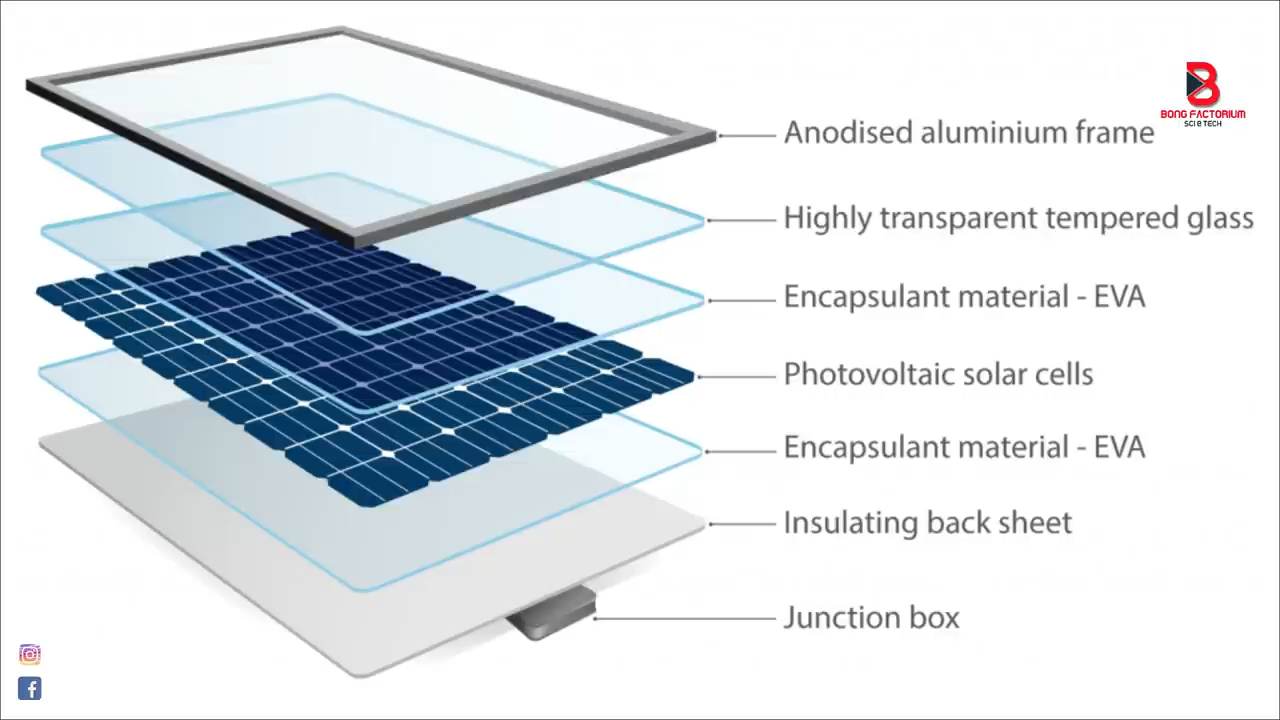 BONG FACTORIUM
SCI & TECH
Anodised aluminium frame
Highly transparent tempered glass
Encapsulant material - EVA
Photovoltaic solar cells
Encapsulant material - EVA
Insulating back sheet
Junction box